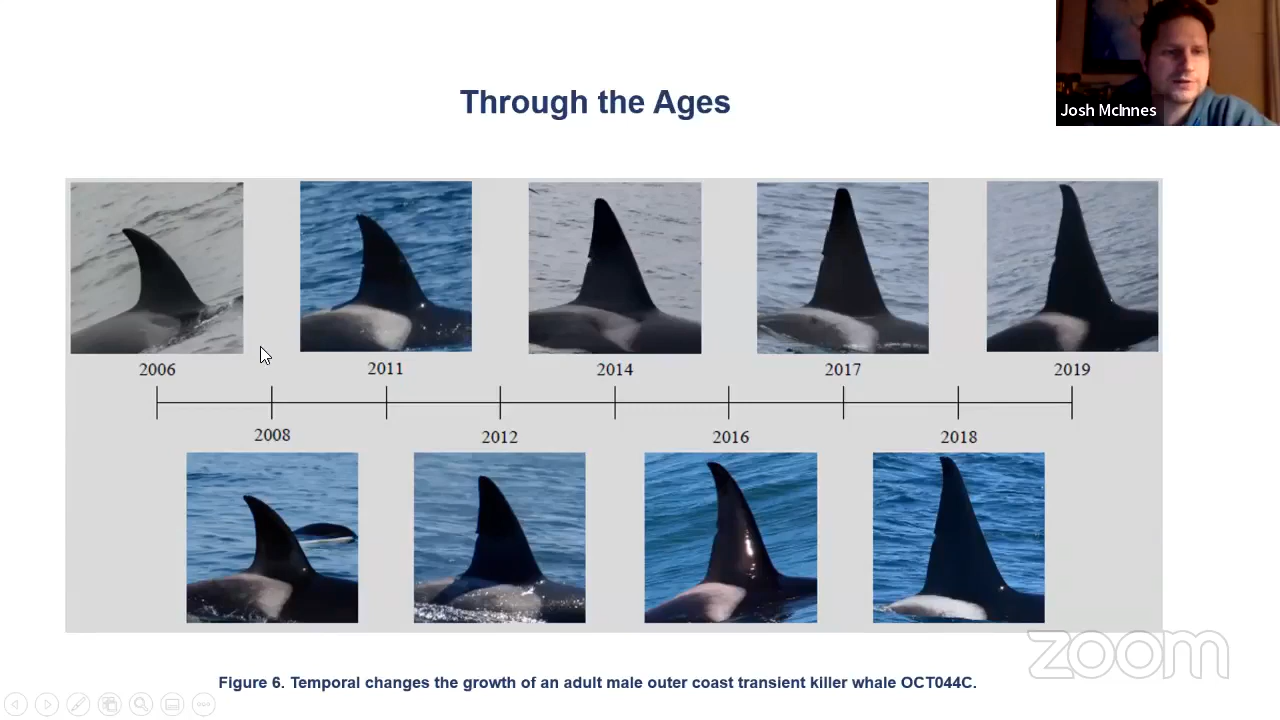 Through the Ages
Josh McInnes
2006
2011
2014
2017
2019
2008
2012
2016
2018
zoom
Figure 6. Temporal changes the growth of an adult male outer coast transient killer whale OCT044C.